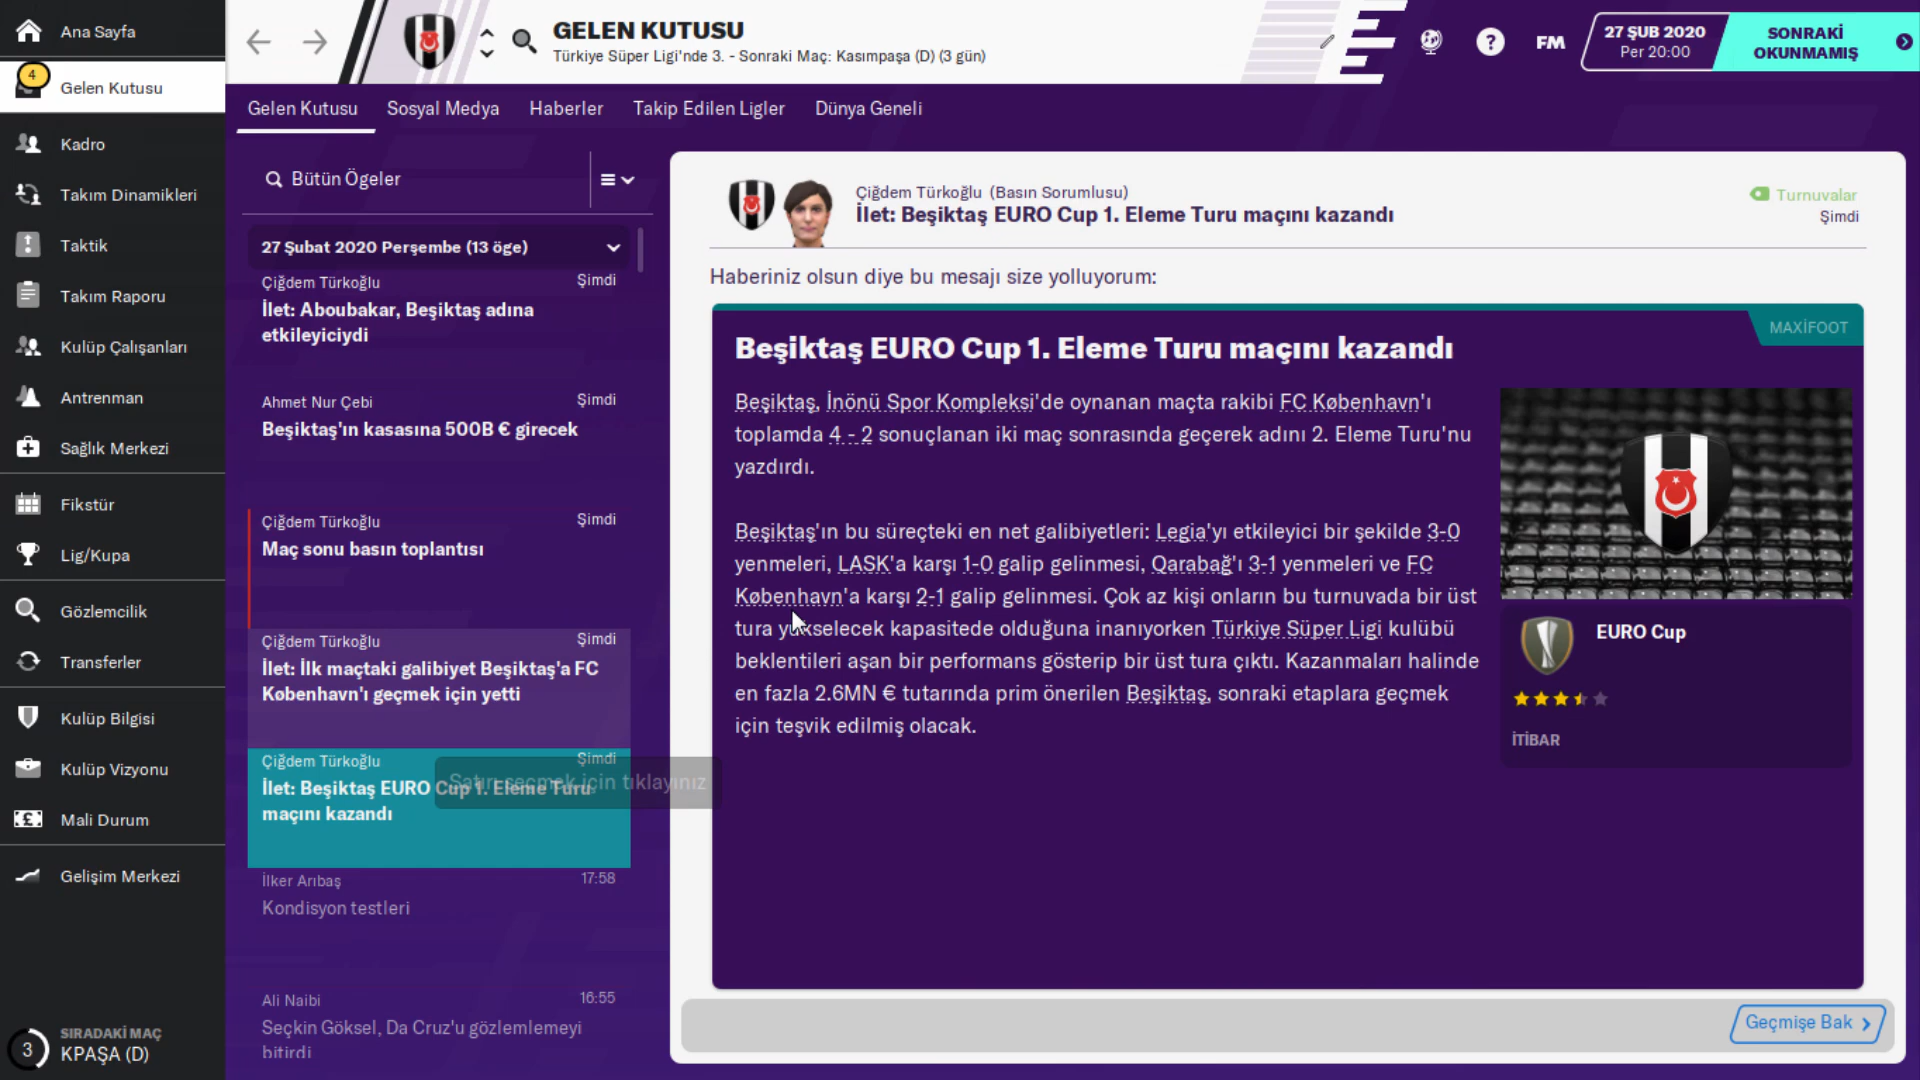 Ana Sayfa
4
Gelen Kutusu
Kadro
Takım Dinamikleri
Taktik
Takım Raporu
Kulüp Çalışanları
Antrenman
Sağlık Merkezi
Fikstür
Lig/Kupa
Gözlemcilik
Transferler
Kulüp Bilgisi
Kulüp Vizyonu
Mali Durum
Gelişim Merkezi
3
SIRADAKİ MAÇ
KPAŞA (D)
GELEN KUTUSU
Türkiye Süper Ligi'nde 3. - Sonraki Maç: Kasımpaşa (D) (3 gün)
?
FM
27 ŞUB 2020
Per 20:00
SONRAKİ
OKUNMAMIŞ
Gelen Kutusu Sosyal Medya Haberler Takip Edilen Ligler Dünya Geneli
Bütün Ögeler
27 Şubat 2020 Perşembe (13 öge)
Çiğdem Türkoğlu Şimdi
İlet: Aboubakar, Beşiktaş adına
etkileyiciydi
Ahmet Nur Çebi Şimdi
Beşiktaş'ın kasasına 500B € girecek
Çiğdem Türkoğlu Şimdi
Maç sonu basın toplantısı
Çiğdem Türkoğlu Şimdi
İlet: İlk maçtaki galibiyet Beşiktaş'a FC
København'ı geçmek için yetti
Çiğdem Türkoğlu Şimdi
İlet: Beşiktaş EURO Cup 1. Eleme Turu
maçını kazandı
Satırı seçmek için tıklayınız
İlker Arıbaş 17:58
Kondisyon testleri
Ali Naibi 16:55
Seçkin Göksel, Da Cruz'u gözlemlemeyi
bitirdi
Çiğdem Türkoğlu (Basın Sorumlusu)
İlet: Beşiktaş EURO Cup 1. Eleme Turu maçını kazandı
Turnuvalar
Şimdi
Haberiniz olsun diye bu mesajı size yolluyorum:
MAXİFOOT
Beşiktaş EURO Cup 1. Eleme Turu maçını kazandı
Beşiktaş, İnönü Spor Kompleksi'de oynanan maçta rakibi FC København'ı
toplamda 4 - 2 sonuçlanan iki maç sonrasında geçerek adını 2. Eleme Turu'nu
yazdırdı.
Beşiktaş'ın bu süreçteki en net galibiyetleri: Legia'yı etkileyici bir şekilde 3-0
yenmeleri, LASK'a karşı 1-0 galip gelinmesi, Qarabağ'ı 3-1 yenmeleri ve FC
København'a karşı 2-1 galip gelinmesi. Çok az kişi onların bu turnuvada bir üst
tura yükselecek kapasitede olduğuna inanıyorken Türkiye Süper Ligi kulübü
beklentileri aşan bir performans gösterip bir üst tura çıktı. Kazanmaları halinde
en fazla 2.6MN € tutarında prim önerilen Beşiktaş, sonraki etaplara geçmek
için teşvik edilmiş olacak.
EURO Cup
İTİBAR
Geçmişe Bak